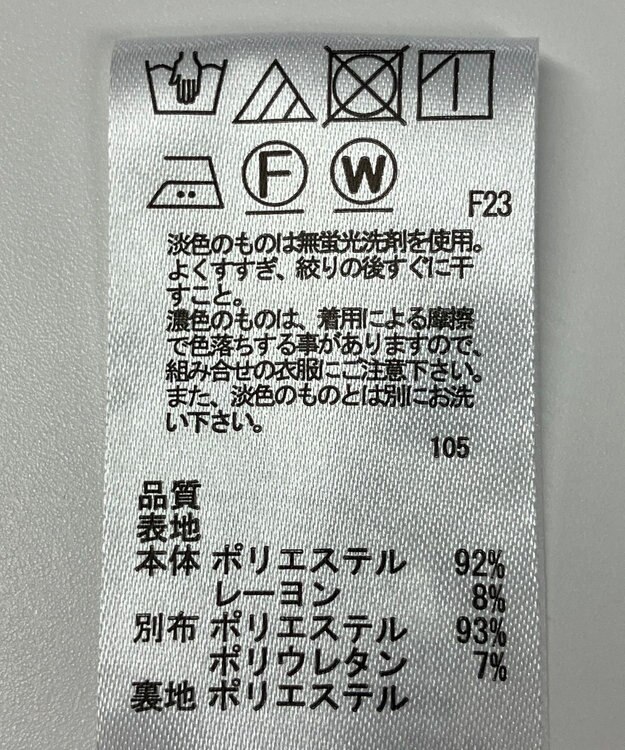 F W
F23
淡色のものは無蛍光洗剤を使用。
よくすすぎ、絞りの後すぐに干
すこと。
濃色のものは、着用による摩擦
で色落ちする事がありますので、
組み合せの衣服にご注意下さい。
また、淡色のものとは別にお洗
い下さい。
105
品質
表地
本体 ポリエステル 92%
レーヨン 8%
別布 ポリエステル 93%
ポリウレタン 7%
裏地 ポリエステル